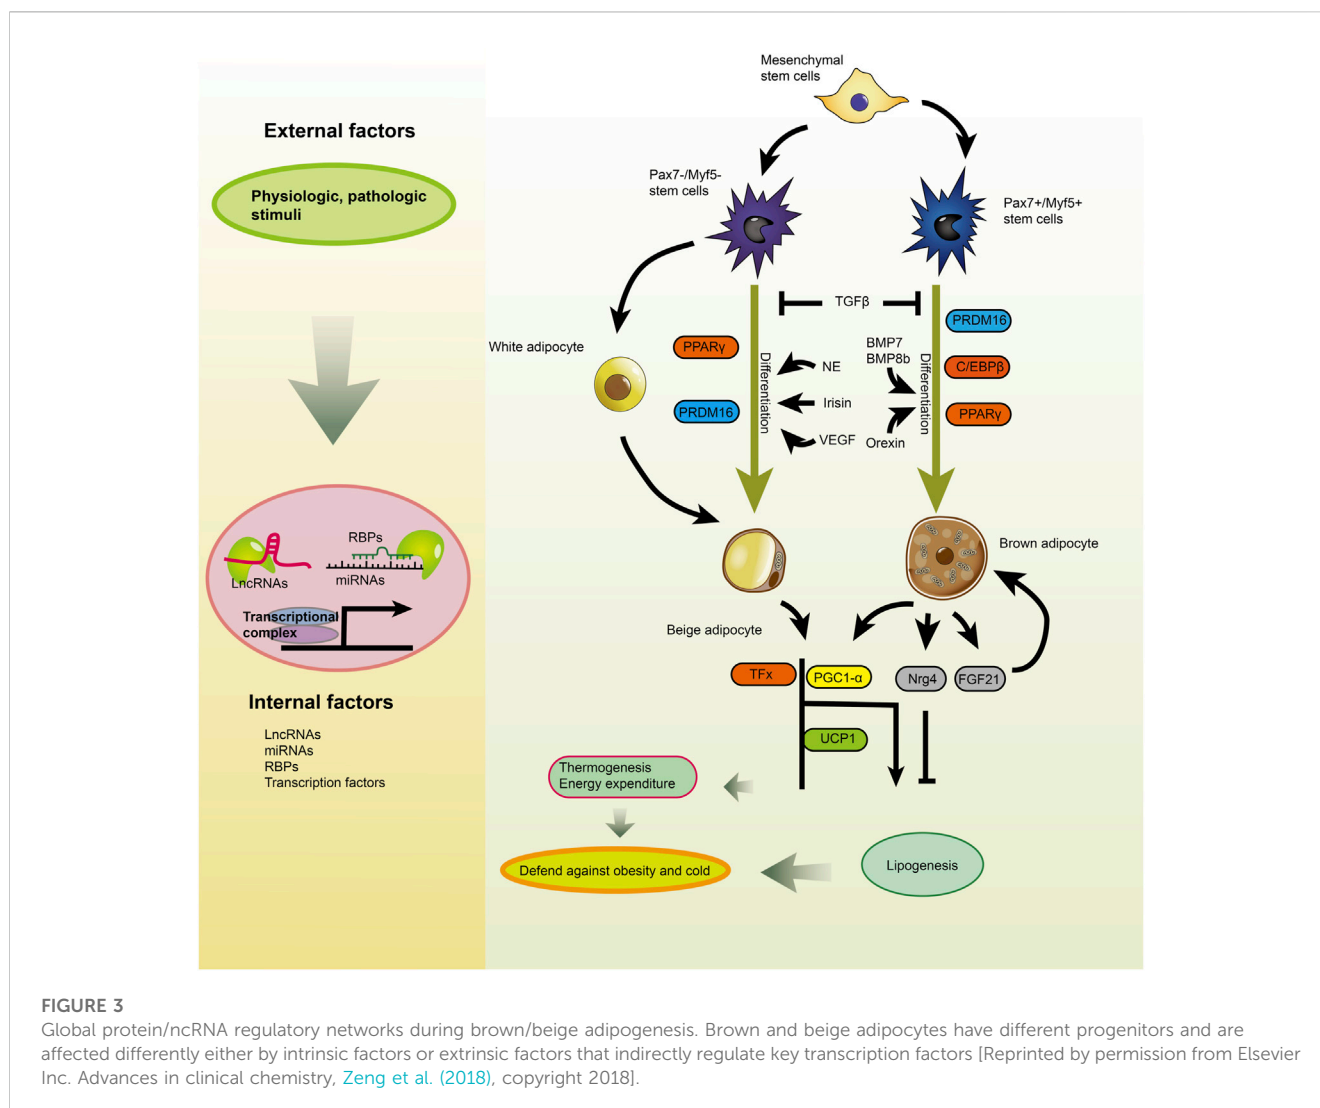 External factors
Physiologic, pathologic
stimuli
RBPs
LncRNAs
miRNAs
Transcriptional
complex
Internal factors
LncRNAs
miRNAs
RBPs
Transcription factors
Mesenchymal
stem cells
Pax7-/Myf5-
stem cells
Pax7+/Myf5+
stem cells
TGFβ
White adipocyte
PPARγ
PRDM16
Differentiation
NE
Irisin
VEGF
BMP7
BMP8b
Orexin
Differentiation
PRDM16
C/EBPβ
PPARγ
Brown adipocyte
Beige adipocyte
TFx
PGC1-α
Nrg4
FGF21
UCP1
Thermogenesis
Energy expenditure
Defend against obesity and cold
Lipogenesis
FIGURE 3
Global protein/ncRNA regulatory networks during brown/beige adipogenesis. Brown and beige adipocytes have different progenitors and are
affected differently either by intrinsic factors or extrinsic factors that indirectly regulate key transcription factors [Reprinted by permission from Elsevier
Inc. Advances in clinical chemistry, Zeng et al. (2018), copyright 2018].